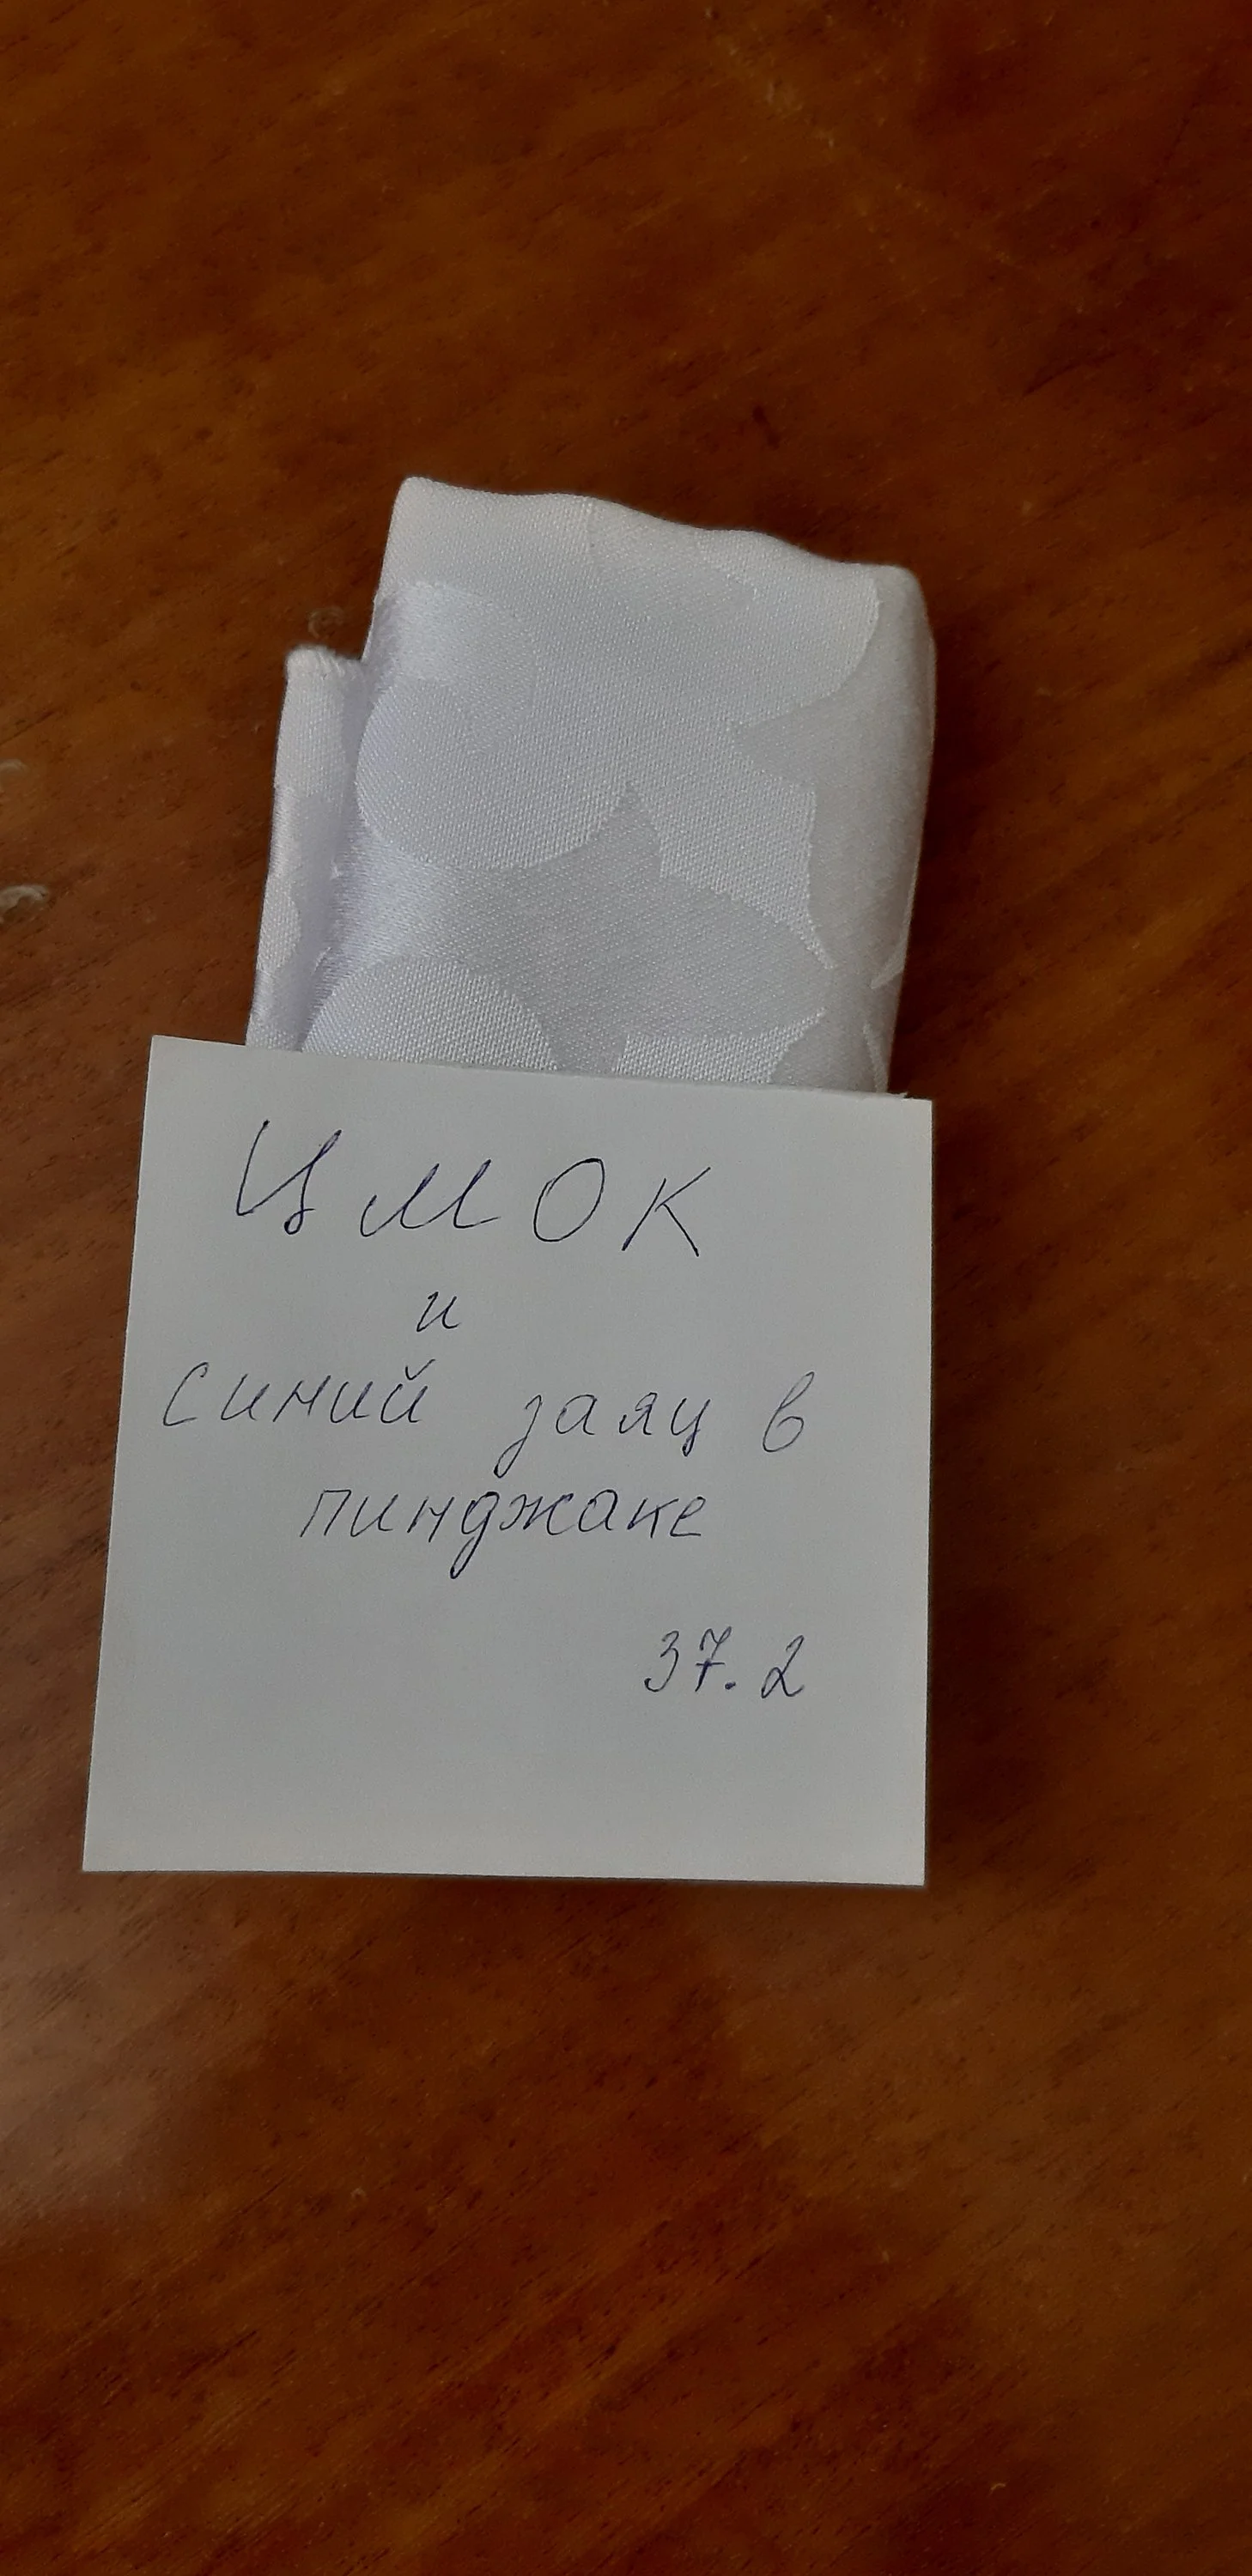 ЦМОК
и
синий заяц в
пинджаке
37.2